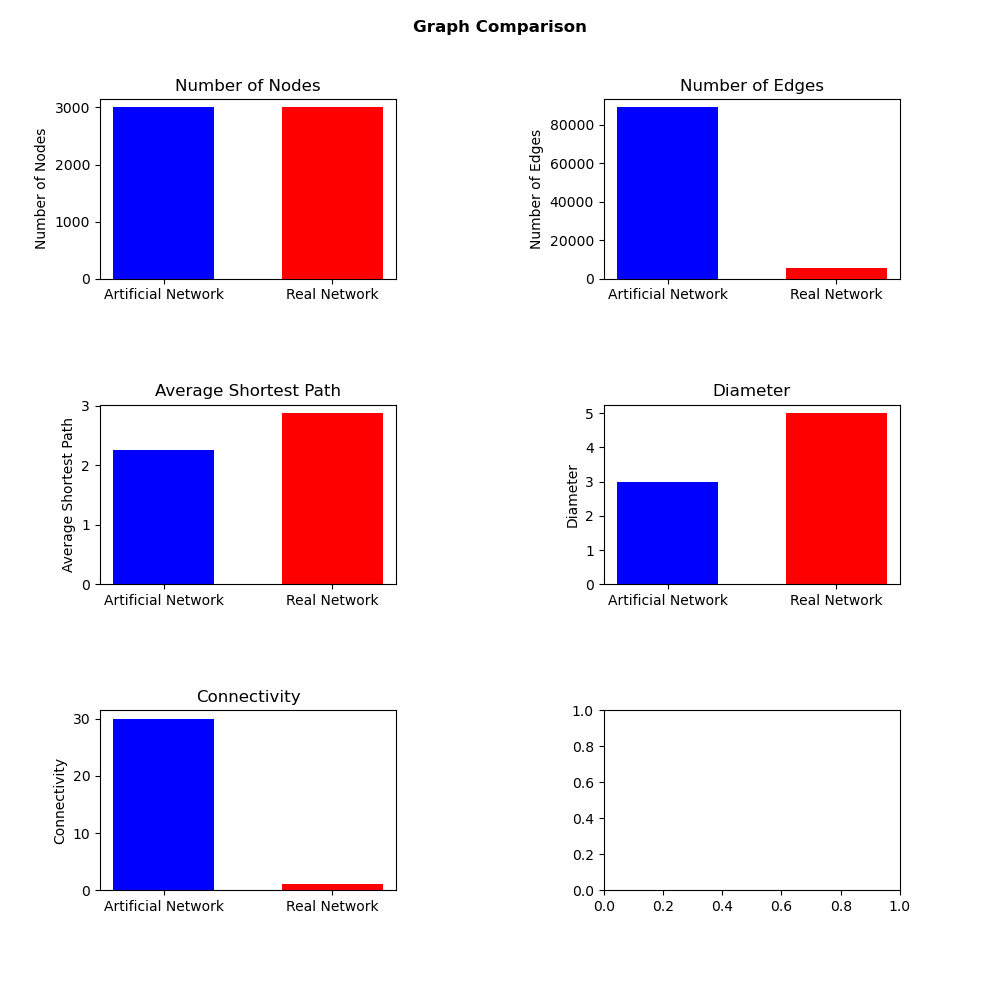 Graph Comparison
Number of Nodes
Number of Nodes
3000
2000
1000
0
Artificial Network
Real Network
Number of Edges
Number of Edges
80000
60000
40000
20000
0
Artificial Network
Real Network
Average Shortest Path
Average Shortest Path
3
2
1
0
Artificial Network
Real Network
Diameter
Diameter
5
4
3
2
1
0
Artificial Network
Real Network
Connectivity
Connectivity
30
20
10
0
Artificial Network
Real Network
1.0
0.8
0.6
0.4
0.2
0.0
0.0 0.2 0.4 0.6 0.8 1.0